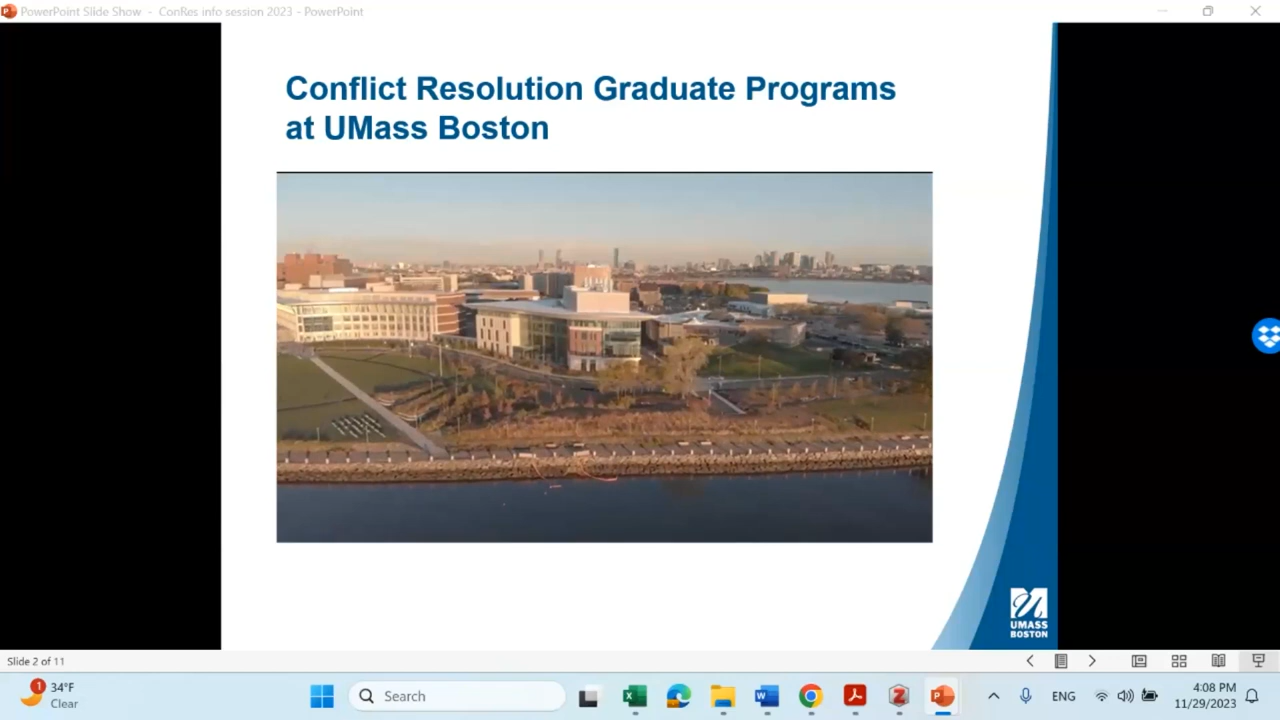 PowerPoint Slide Show - ConRes info session 2023 - PowerPoint
Conflict Resolution Graduate Programs
at UMass Boston
UMASS
BOSTON
Slide 2 of 11
1
34°F
Clear
Search
ENG
4:08 PM
11/29/2023